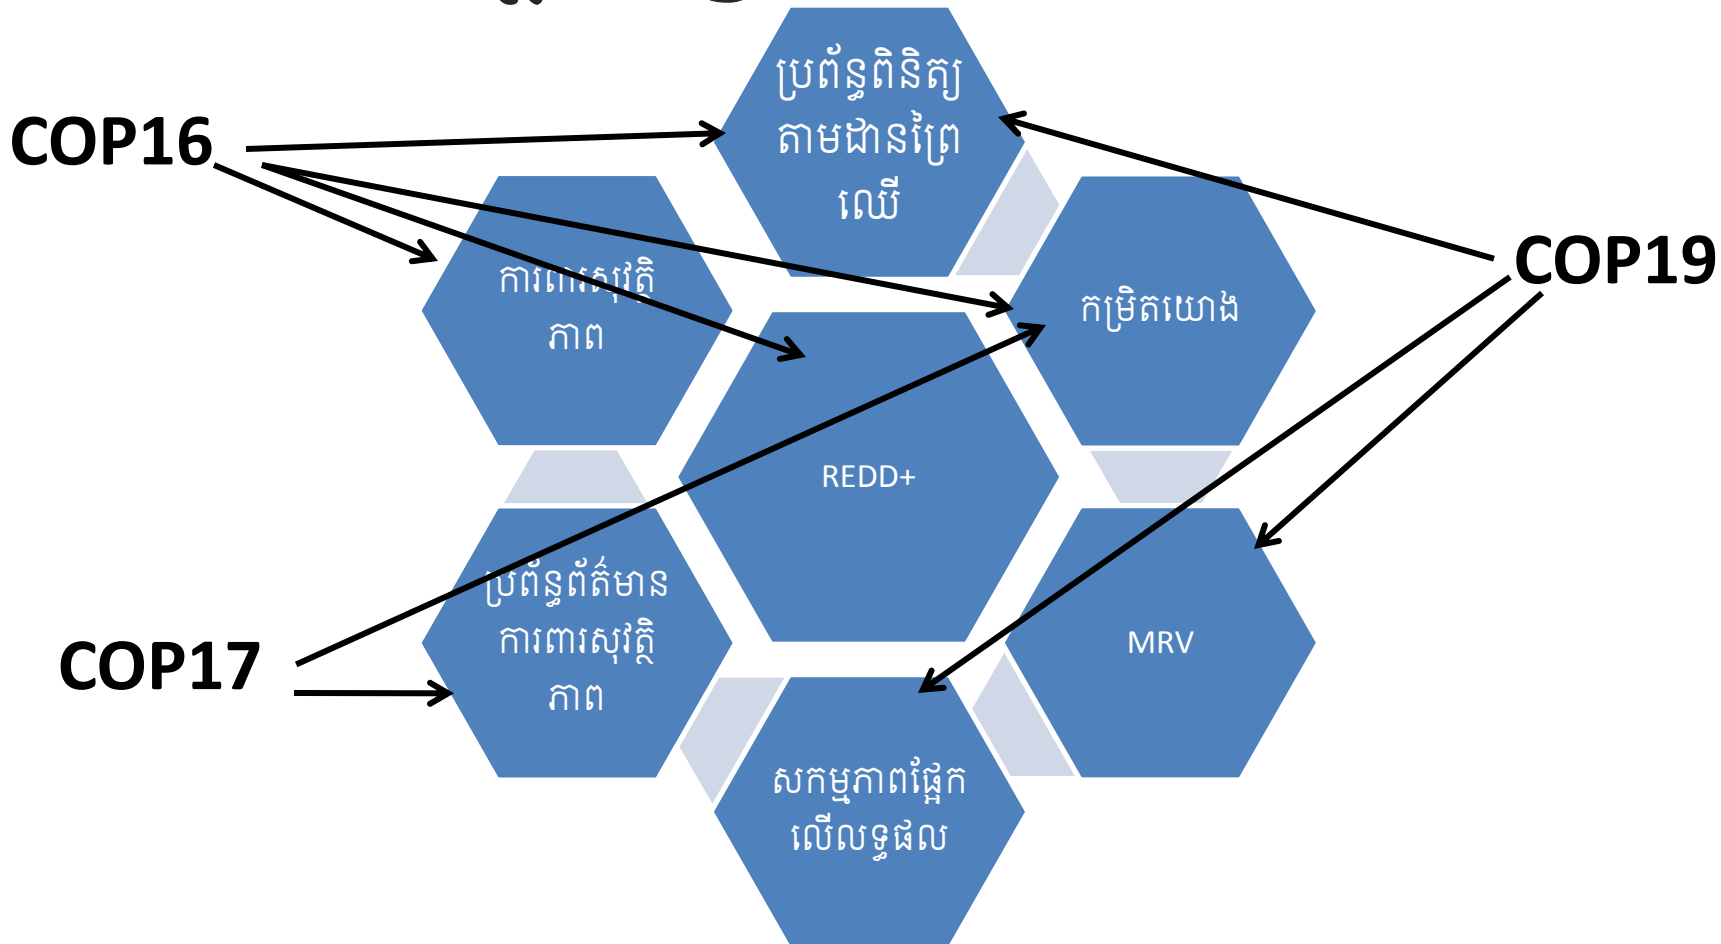 ប្រព័ន្ធពិនិត្យ
តាមដានព្រៃ
ឈើ
COP16
ការពារសុវត្ថិ
ភាព
កម្រិតយោង
COP19
REDD+
ប្រព័ន្ធព័ត៌មាន
ការពារសុវត្ថិ
ភាព
COP17
MRV
សកម្មភាពផ្អែក
លើលទ្ធផល